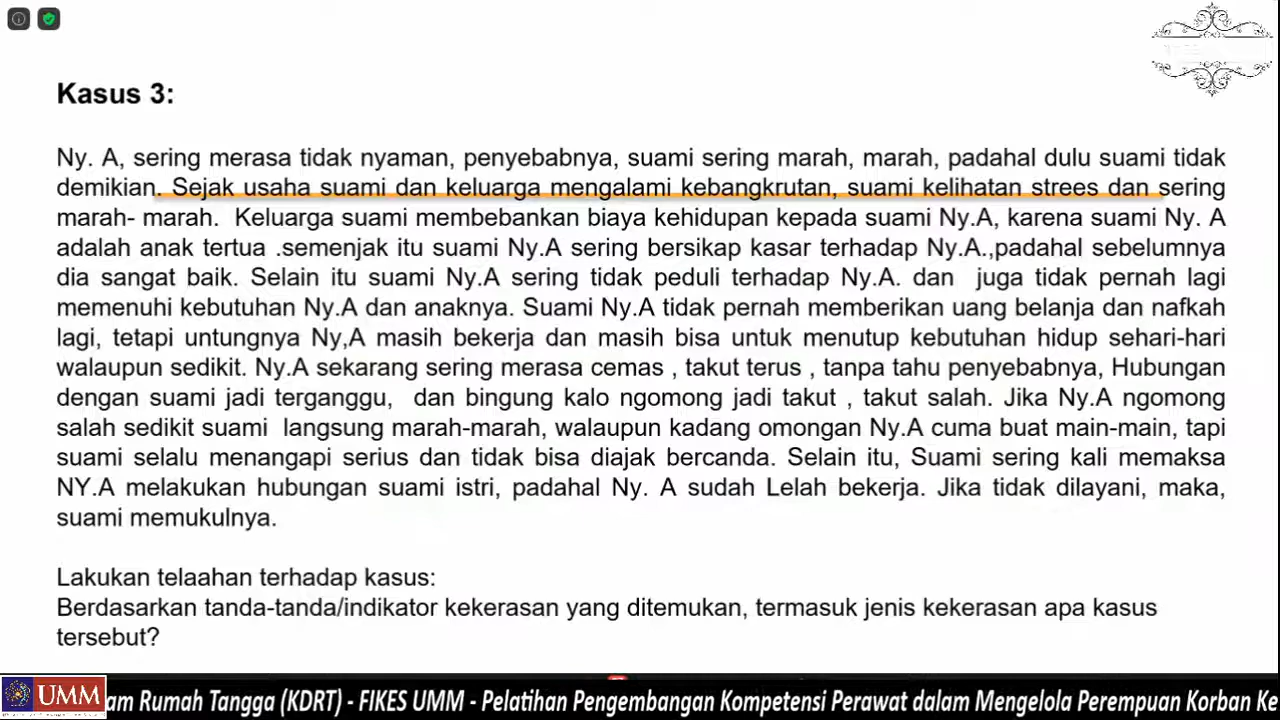 Kasus 3:
Ny. A, sering merasa tidak nyaman, penyebabnya, suami sering marah, marah, padahal dulu suami tidak
demikian. Sejak usaha suami dan keluarga mengalami kebangkrutan, suami kelihatan strees dan sering
marah- marah. Keluarga suami membebankan biaya kehidupan kepada suami Ny.A, karena suami Ny. A
adalah anak tertua .semenjak itu suami Ny.A sering bersikap kasar terhadap Ny.A.,padahal sebelumnya
dia sangat baik. Selain itu suami Ny.A sering tidak peduli terhadap Ny.A. dan juga tidak pernah lagi
memenuhi kebutuhan Ny.A dan anaknya. Suami Ny.A tidak pernah memberikan uang belanja dan nafkah
lagi, tetapi untungnya Ny,A masih bekerja dan masih bisa untuk menutup kebutuhan hidup sehari-hari
walaupun sedikit. Ny.A sekarang sering merasa cemas , takut terus , tanpa tahu penyebabnya, Hubungan
dengan suami jadi terganggu, dan bingung kalo ngomong jadi takut , takut salah. Jika Ny.A ngomong
salah sedikit suami langsung marah-marah, walaupun kadang omongan Ny.A cuma buat main-main, tapi
suami selalu menangapi serius dan tidak bisa diajak bercanda. Selain itu, Suami sering kali memaksa
NY.A melakukan hubungan suami istri, padahal Ny. A sudah Lelah bekerja. Jika tidak dilayani, maka,
suami memukulnya.
Lakukan telaahan terhadap kasus:
Berdasarkan tanda-tanda/indikator kekerasan yang ditemukan, termasuk jenis kekerasan apa kasus
tersebut?
UMM
am Rumah Tangga (KDRT) - FIKES UMM - Pelatihan Pengembangan Kompetensi Perawat dalam Mengelola Perempuan Korban Ke